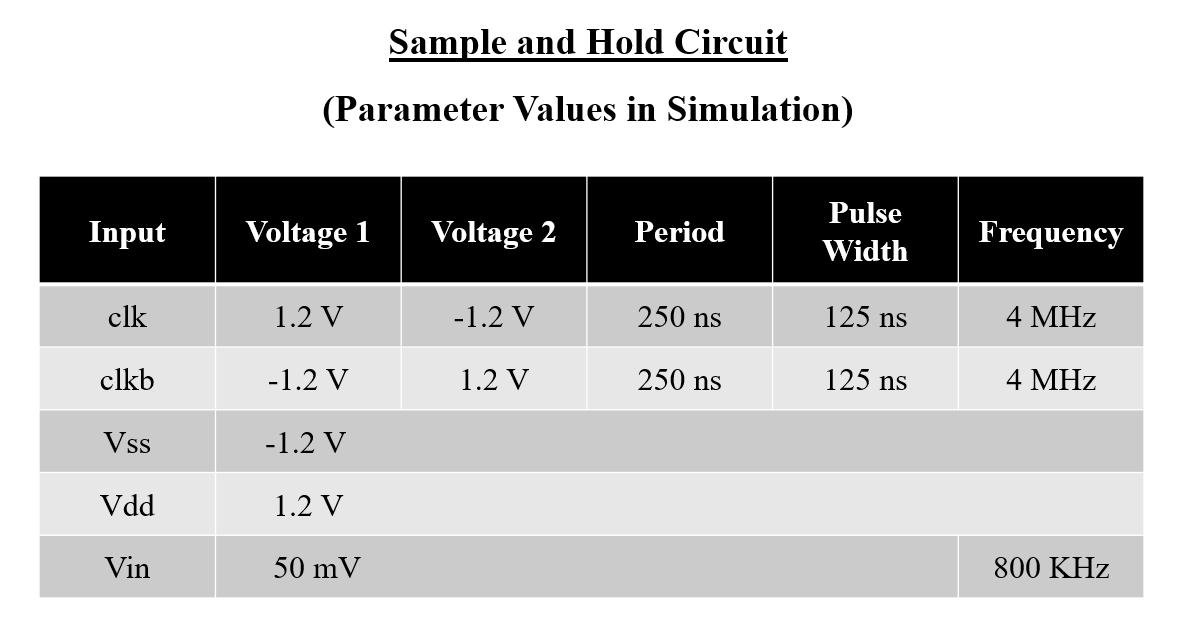 Sample and Hold Circuit
(Parameter Values in Simulation)
Input Voltage 1 Voltage 2 Period Pulse Width Frequency
clk 1.2 V -1.2 V 250 ns 125 ns 4 MHz
clkb -1.2 V 1.2 V 250 ns 125 ns 4 MHz
Vss -1.2 V
Vdd 1.2 V
Vin 50 mV 800 KHz